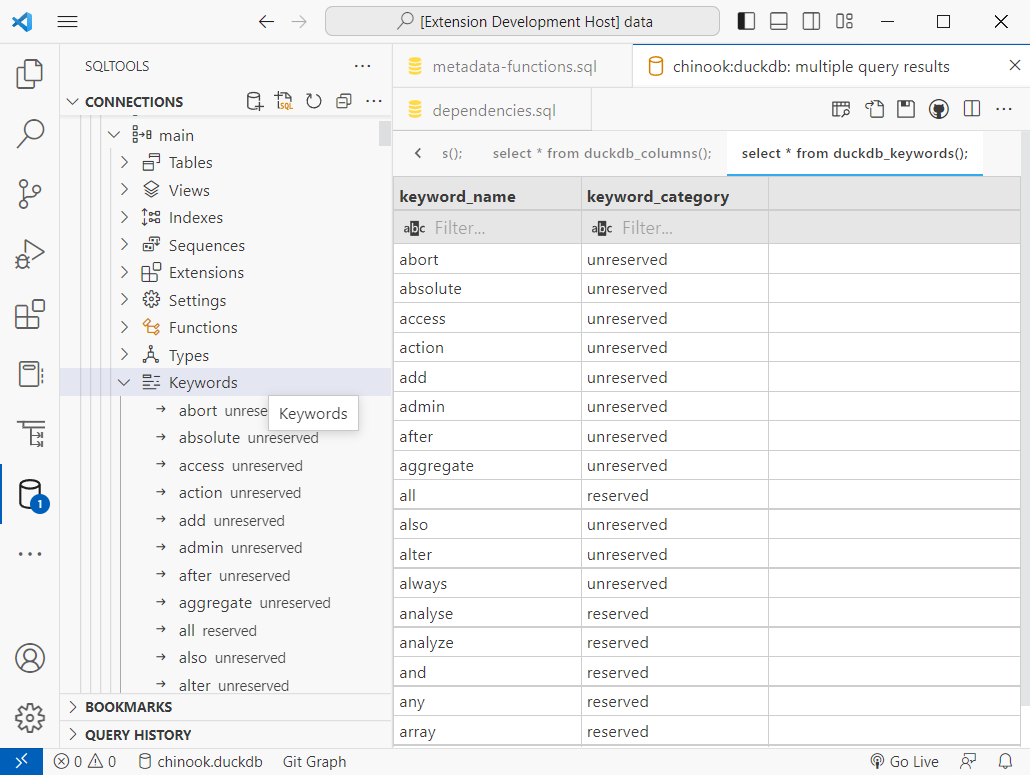 [Extension Development Host] data
SQLTOOLS
CONNECTIONS
SQL
main
Tables
Views
Indexes
Sequences
Extensions
Settings
Functions
Types
Keywords
Keywords
abort unrese
absolute unreserved
access unreserved
action unreserved
add unreserved
admin unreserved
after unreserved
aggregate unreserved
all reserved
also unreserved
alter unreserved
BOOKMARKS
QUERY HISTORY
1
metadata-functions.sql
chinook:duckdb: multiple query results
dependencies.sql
s();
select * from duckdb_columns();
select * from duckdb_keywords();
keyword_name keyword_category
abc Filter... abc Filter...
abort unreserved
absolute unreserved
access unreserved
action unreserved
add unreserved
admin unreserved
after unreserved
aggregate unreserved
all reserved
also unreserved
alter unreserved
always unreserved
analyse reserved
analyze reserved
and reserved
any reserved
array reserved
0 0 chinook.duckdb Git Graph Go Live